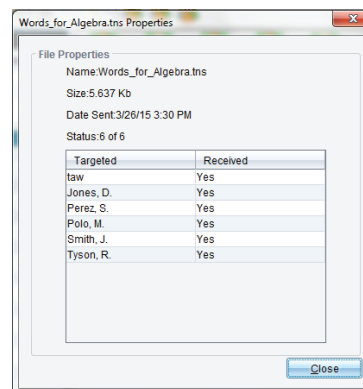 Words_for_Algebra.tns Properties
File Properties
Name:Words_for_Algebra.tns
Size:5.637 Kb
Date Sent:3/26/15 3:30 PM
Status:6 of 6
Targeted Received
taw Yes
Jones, D. Yes
Perez, S. Yes
Polo, M. Yes
Smith, J. Yes
Tyson, R. Yes
Close